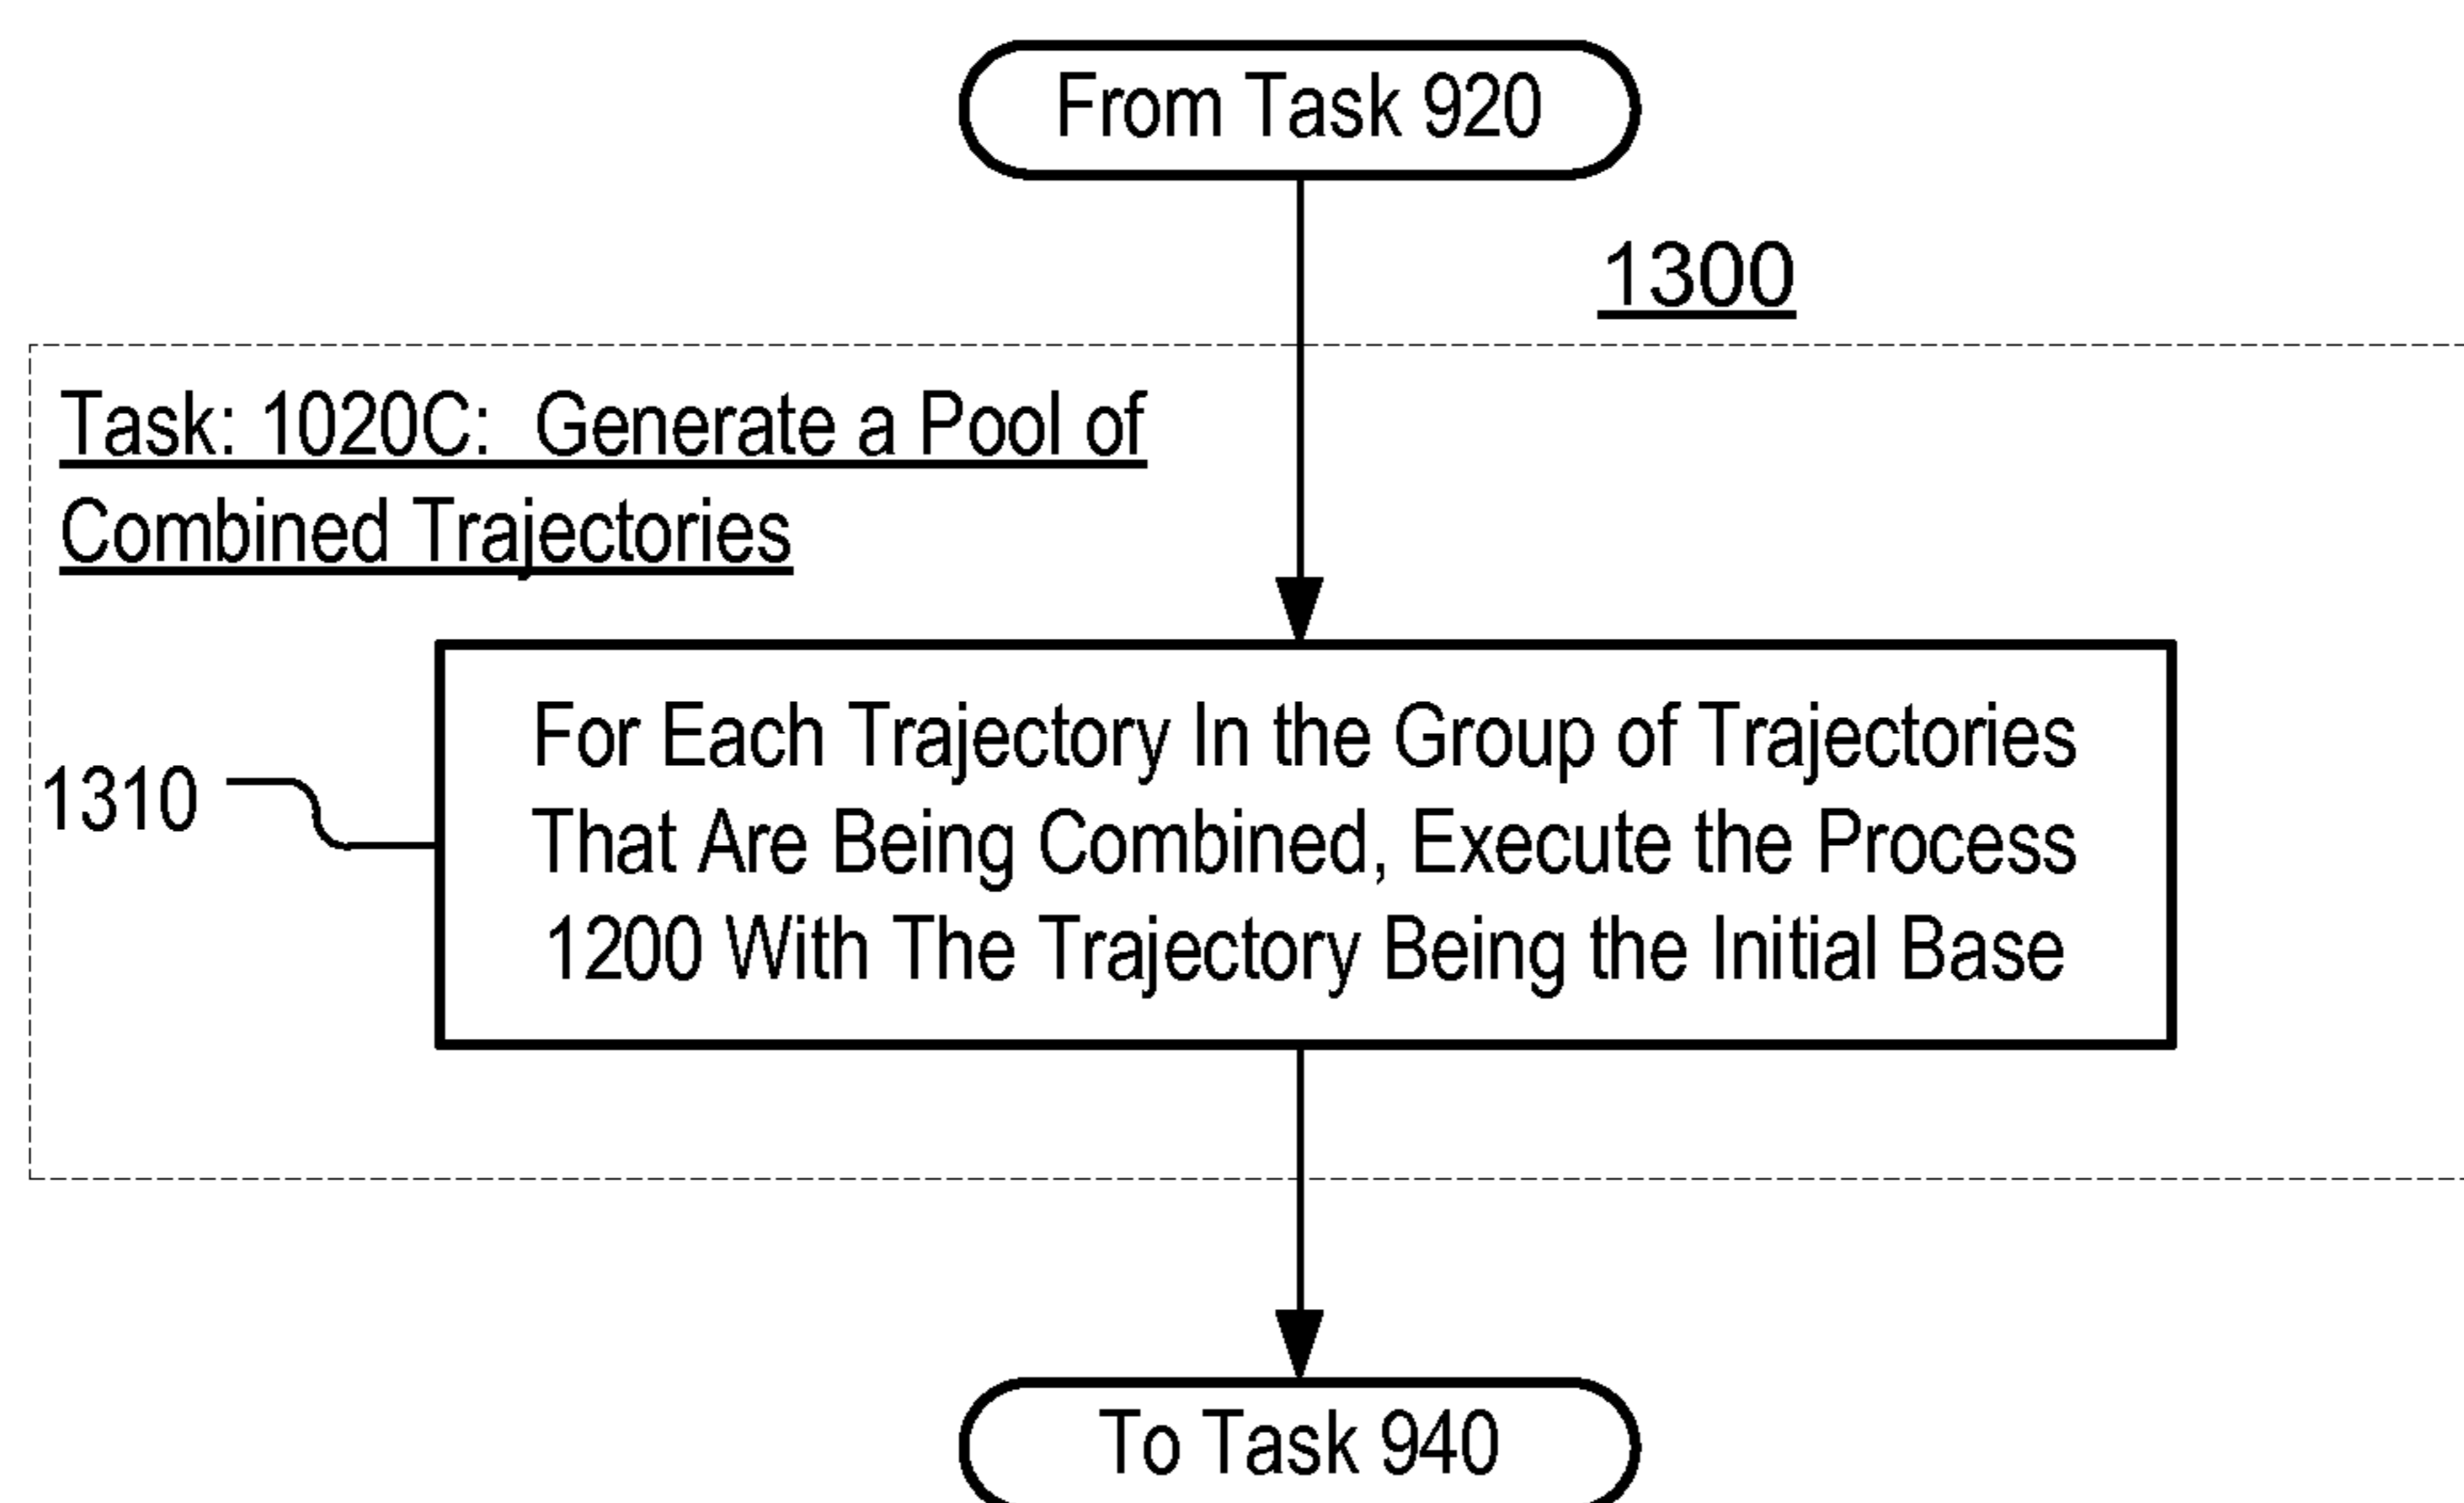 From Task 920
1300
Task: 1020C: Generate a Pool of
Combined Trajectories
For Each Trajectory In the Group of Trajectories
That Are Being Combined, Execute the Process
1200 With The Trajectory Being the Initial Base
1310
To Task 940